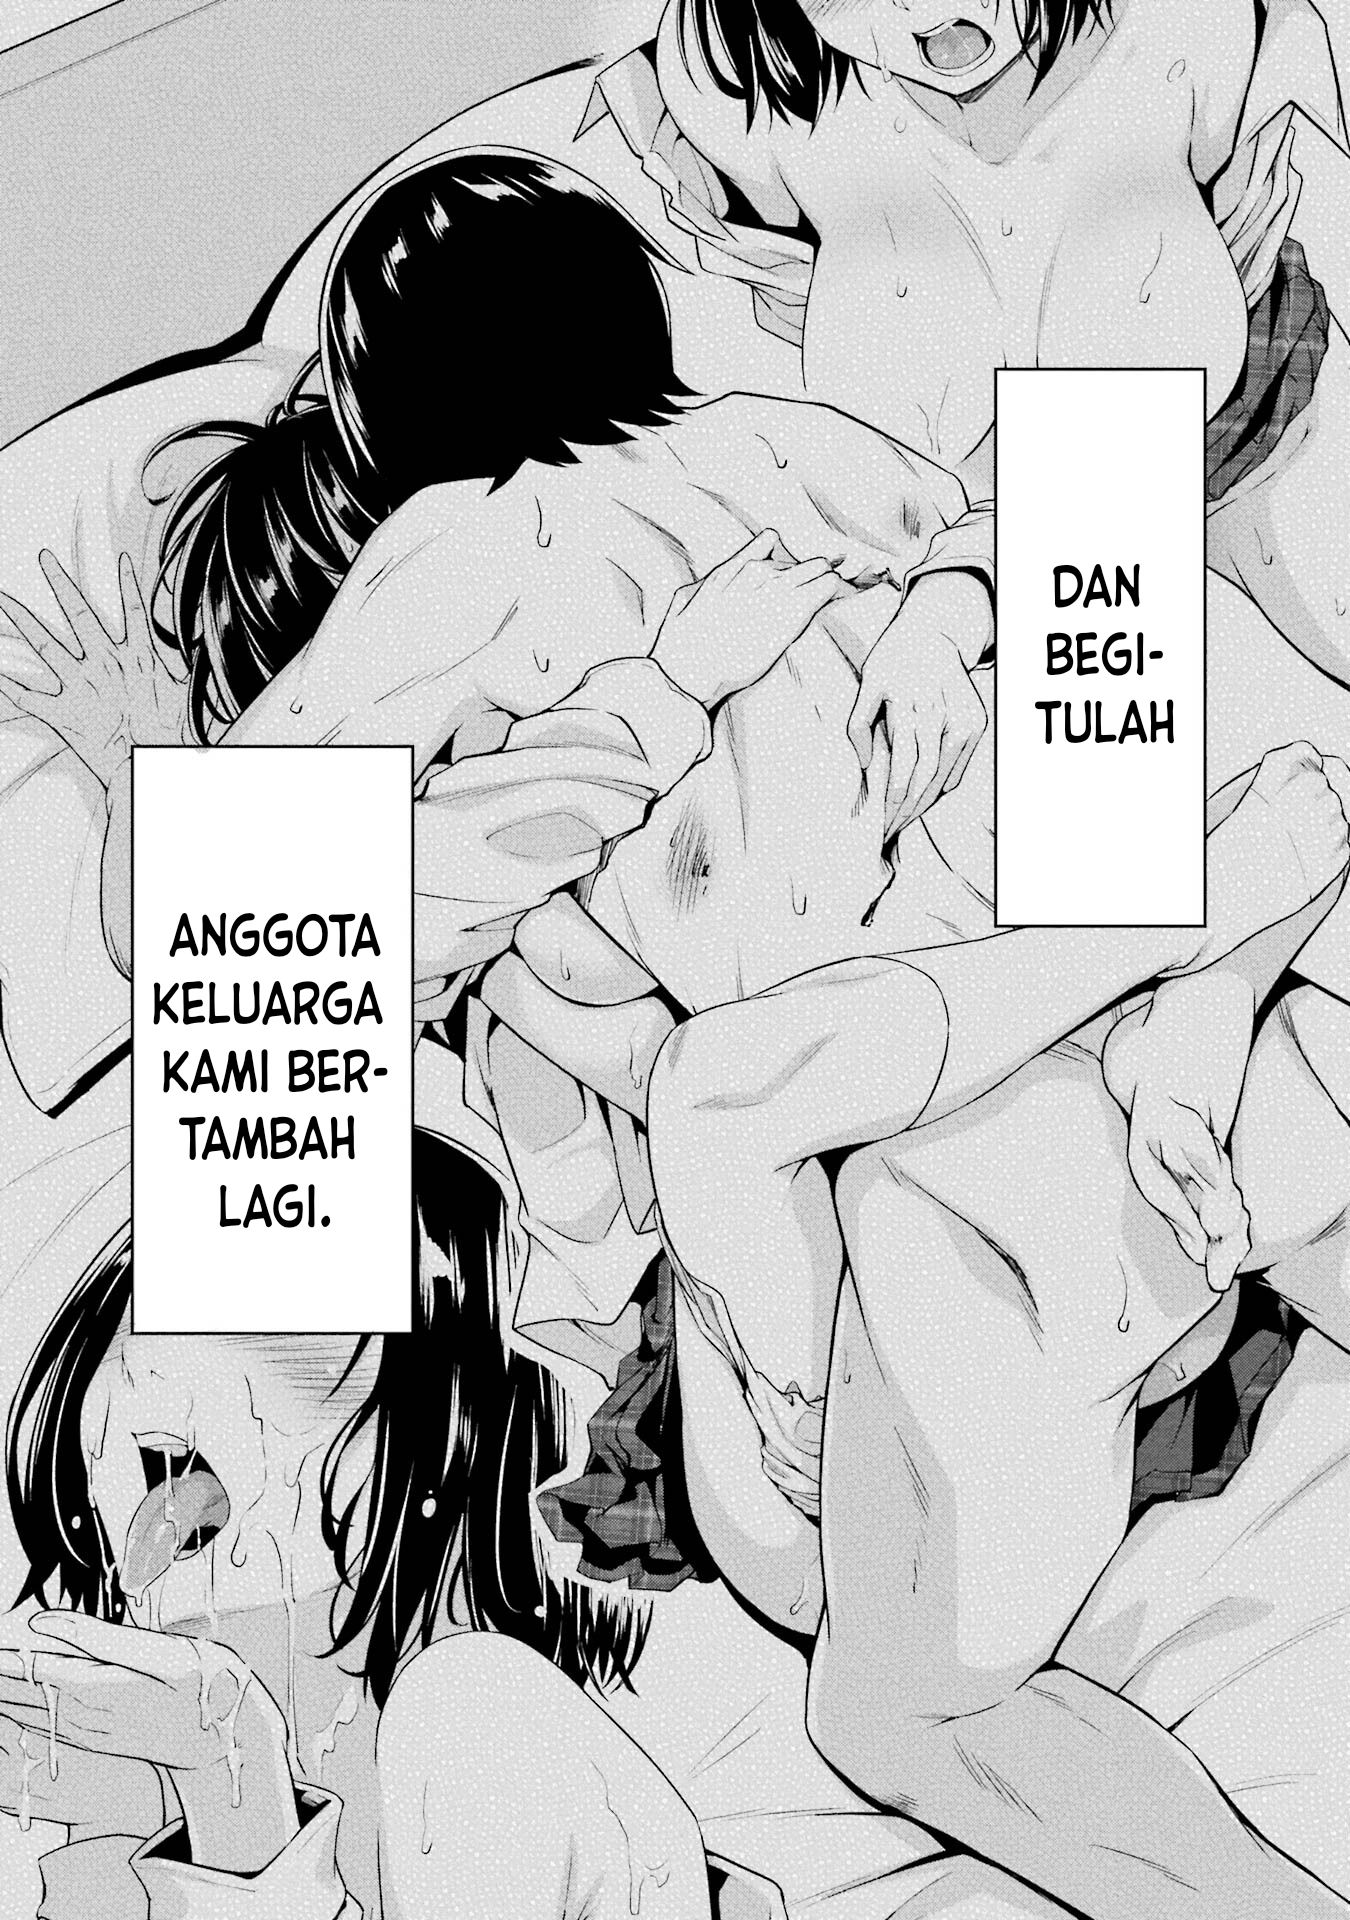 DAN
BEGI-
TULAH
ANGGOTA
KELUARGA
KAMI BER-
TAMBAH
LAGI.